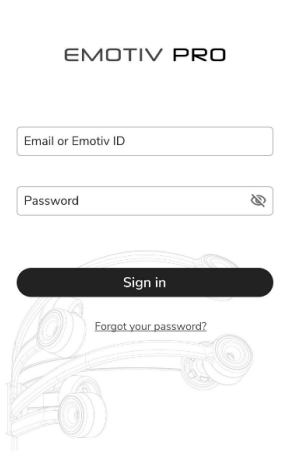 EMOTIV PRO
Email or Emotiv ID
Password
Sign in
Forgot your password?